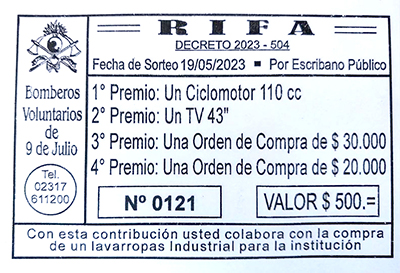 RIFA
DECRETO 2023 - 504
Fecha de Sorteo 19/05/2023 ■ Por Escribano Público
Bomberos
Voluntarios
de
9 de Julio
Tel.
02317
611200
1° Premio: Un Ciclomotor 110 cc
2° Premio: Un TV 43"
3° Premio: Una Orden de Compra de $ 30.000
4° Premio: Una Orden de Compra de $ 20.000
Nº 0121
VALOR $ 500.=
Con esta contribución usted colabora con la compra
de un lavarropas Industrial para la institución